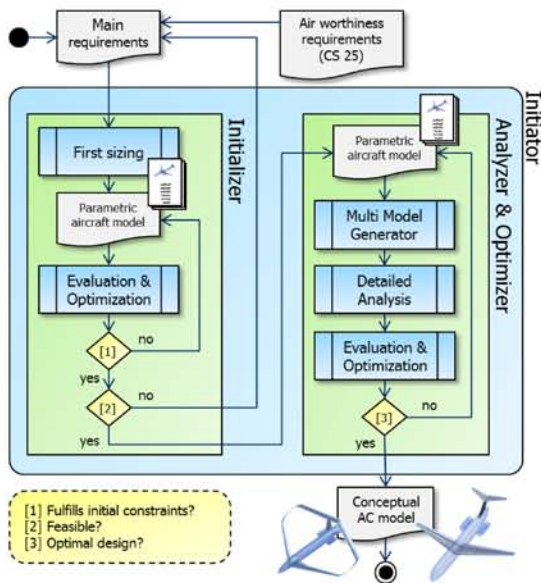 Main
requirements
Air worthiness
requirements
(CS 25)
Initiator
Initializer
First sizing
Parametric
aircraft model
Evaluation &
Optimization
[1]
no
yes
[2]
no
yes
Analyzer & Optimizer
Parametric
aircraft model
Multi Model
Generator
Detailed
Analysis
Evaluation &
Optimization
[3]
no
yes
Conceptual
AC model
[1] Fulfills initial constraints?
[2] Feasible?
[3] Optimal design?